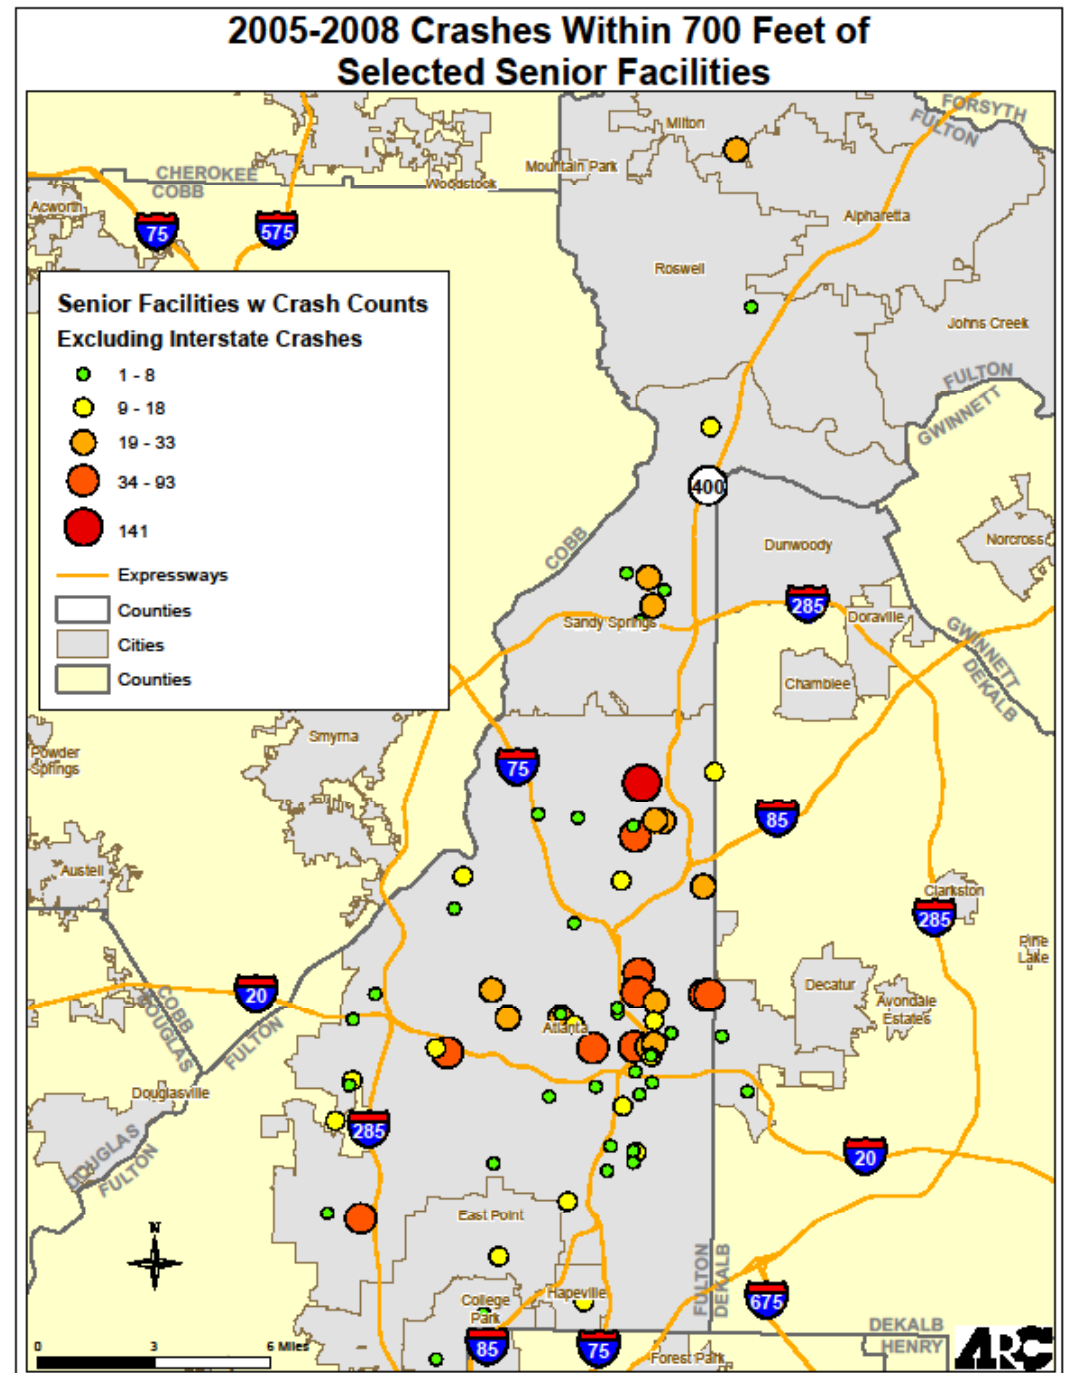 2005-2008 Crashes Within 700 Feet of
Selected Senior Facilities
FORSYTH
FULTON
Milton
Mountain Park
CHEROKEE
COBB
Woodstock
Acworth
75
575
Alpharetta
Roswell
Johns Creek
Senior Facilities w Crash Counts
Excluding Interstate Crashes
1 - 8
9 - 18
19 - 33
34 - 93
141
Expressways
Counties
Cities
Counties
FULTON
GWINNETT
400
COBB
Dunwoody
Norcross
285
Doraville
Sandy Springs
GWINNETT
DEKALB
Chamblee
Smyrna
Powder
Springs
75
85
Austell
Clarkston
285
Pine
Lake
Decatur
Avondale
Estates
20
COBB
DOUGLAS
FULTON
Atlanta
Douglasville
285
DOUGLAS
FULTON
20
East Point
N
FULTON
DEKALB
College
Park
Hapeville
675
85
75
DEKALB
HENRY
Forest Park
0 3 6 Miles
ARC